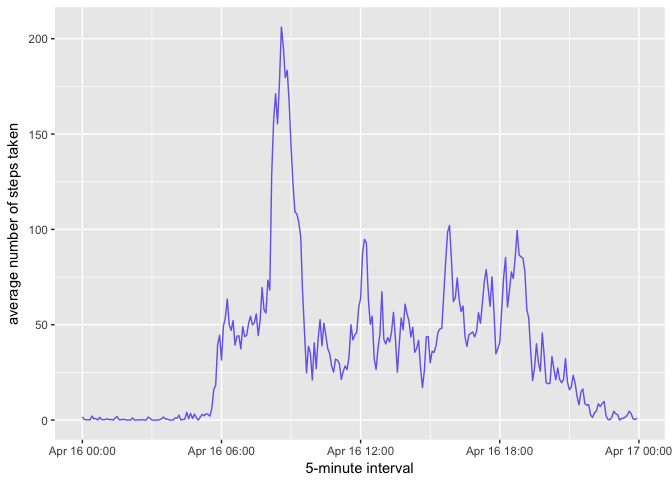 200
150
100
50
0
average number of steps taken
Apr 16 00:00 Apr 16 06:00 Apr 16 12:00 Apr 16 18:00 Apr 17 00:00
5-minute interval